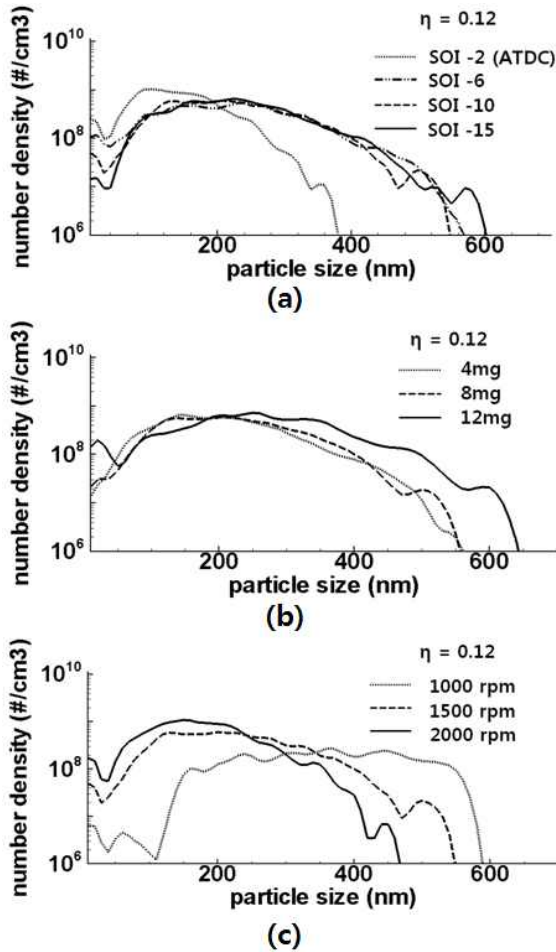 (a)
η = 0.12
SOI -2 (ATDC)
SOI -6
SOI -10
SOI -15
number density (#/cm3)
10^10
10^8
10^6
200
400
600
particle size (nm)
(a)
η = 0.12
4mg
8mg
12mg
number density (#/cm3)
10^10
10^8
10^6
200
400
600
particle size (nm)
(b)
η = 0.12
1000 rpm
1500 rpm
2000 rpm
number density (#/cm3)
10^10
10^8
10^6
200
400
600
particle size (nm)
(c)